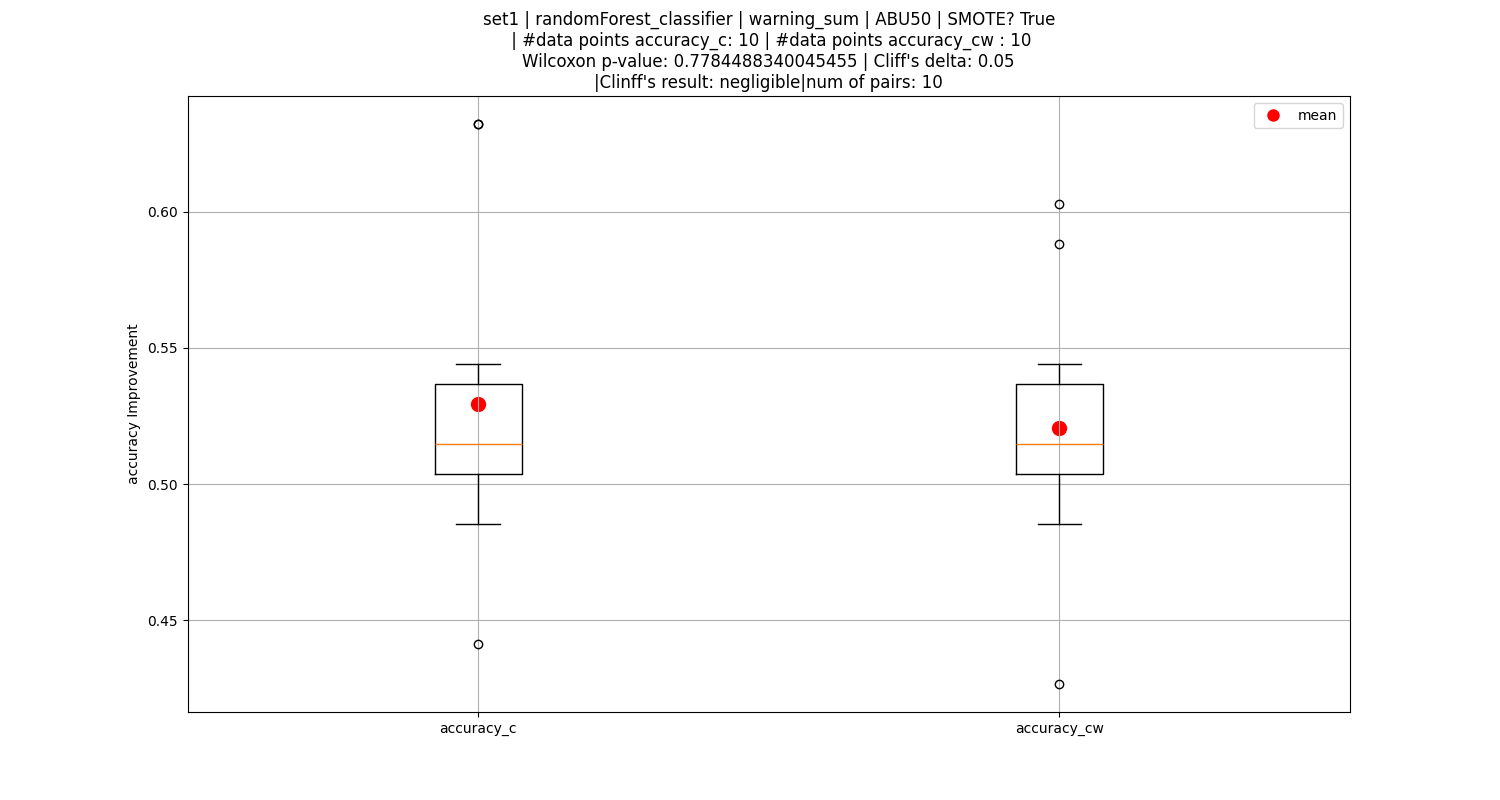 set1 | randomForest_classifier | warning_sum | ABU50 | SMOTE? True
| #data points accuracy_c: 10 | #data points accuracy_cw : 10
Wilcoxon p-value: 0.7784488340045455 | Cliff's delta: 0.05
|Clinff's result: negligible|num of pairs: 10
mean
0.60
0.55
0.50
0.45
accuracy Improvement
accuracy_c
accuracy_cw